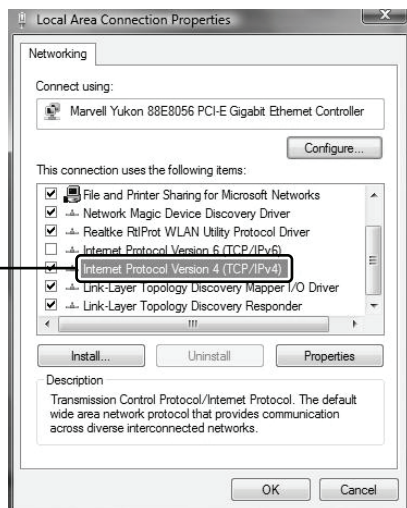 Local Area Connection Properties
Networking
Connect using:
Marvell Yukon 88E8056 PCI-E Gigabit Ethernet Controller
Configure...
This connection uses the following items:
File and Printer Sharing for Microsoft Networks
Network Magic Device Discovery Driver
Realtke RtlProt WLAN Utility Protocol Driver
Internet Protocol Version 6 (TCP/IPv6)
Internet Protocol Version 4 (TCP/IPv4)
Link-Layer Topology Discovery Mapper I/O Driver
Link-Layer Topology Discovery Responder
Install...
Uninstall
Properties
Description
Transmission Control Protocol/Internet Protocol. The default
wide area network protocol that provides communication
across diverse interconnected networks.
OK
Cancel